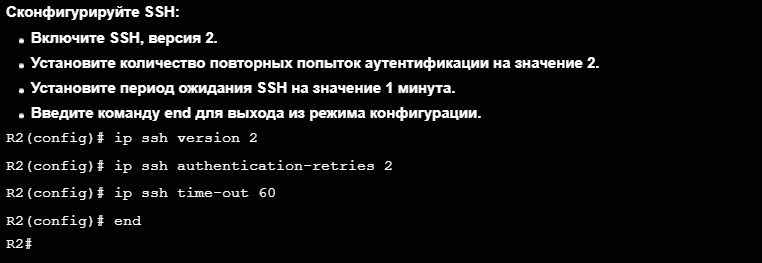 Сконфигурируйте SSH:
• Включите SSH, версия 2.
• Установите количество повторных попыток аутентификации на значение 2.
• Установите период ожидания SSH на значение 1 минута.
• Введите команду end для выхода из режима конфигурации.
R2(config)# ip ssh version 2
R2(config)# ip ssh authentication-retries 2
R2(config)# ip ssh time-out 60
R2(config)# end
R2#